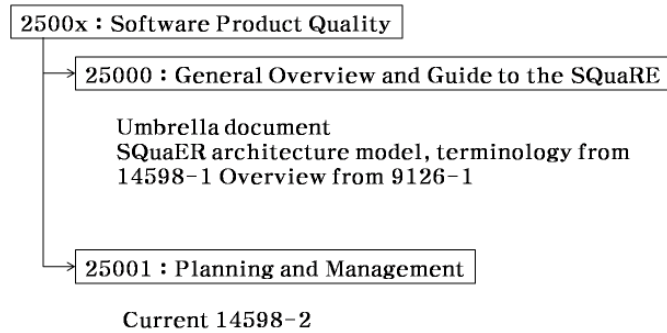 2500x : Software Product Quality
25000 : General Overview and Guide to the SQuaRE
Umbrella document
SQuaER architecture model, terminology from
14598-1 Overview from 9126-1
25001 : Planning and Management
Current 14598-2